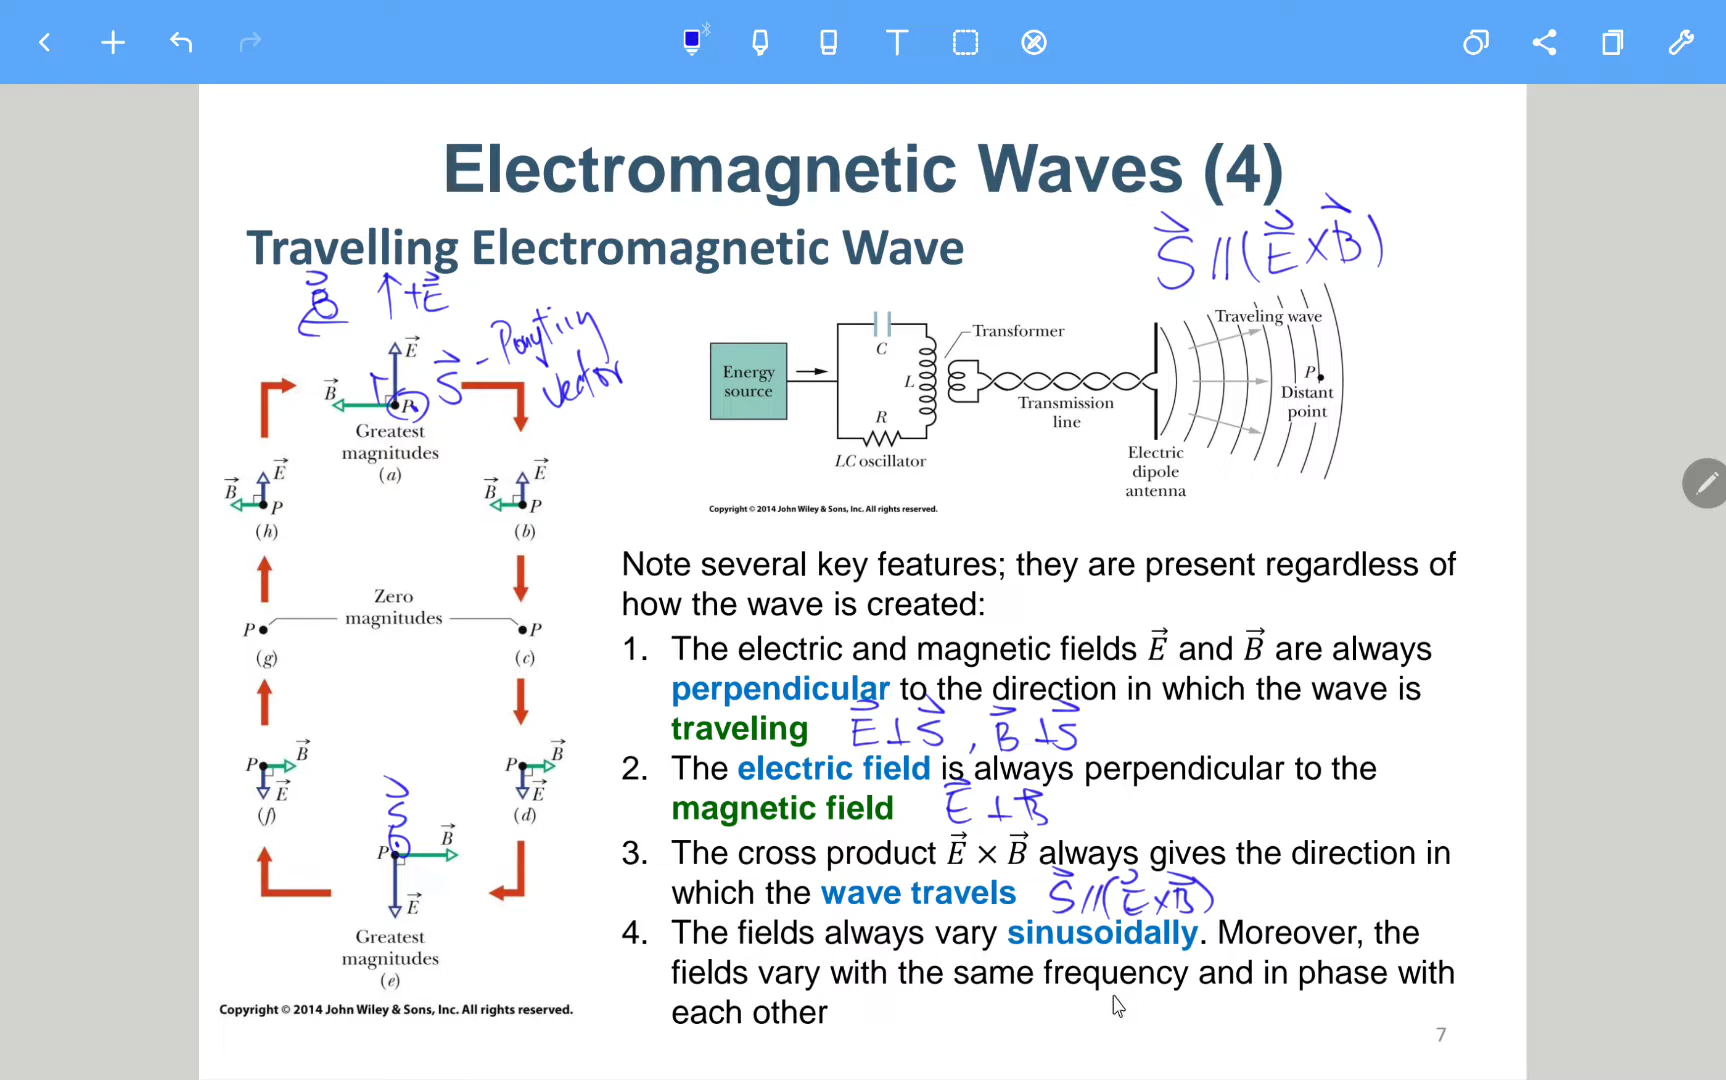 Electromagnetic Waves (4)
Travelling Electromagnetic Wave
S⃗ // (E⃗ × B⃗)
B⃗ ↑ +E⃗
S⃗ - Poynting
vector
E⃗
B⃗
P
Greatest
magnitudes
(a)
B⃗ E⃗
P
(h)
B⃗ E⃗
P
(b)
Zero
magnitudes
P
(g)
P
(c)
P B⃗
E⃗
(f)
P B⃗
E⃗
(d)
S⃗
P B⃗
E⃗
Greatest
magnitudes
(e)
Copyright © 2014 John Wiley & Sons, Inc. All rights reserved.
Energy
source
C
L
R
LC oscillator
Transformer
Transmission
line
Electric
dipole
antenna
Traveling wave
P
Distant
point
Copyright © 2014 John Wiley & Sons, Inc. All rights reserved.
Note several key features; they are present regardless of
how the wave is created:
1. The electric and magnetic fields E⃗ and B⃗ are always
perpendicular to the direction in which the wave is
traveling E⃗ ⊥ S⃗ , B⃗ ⊥ S⃗
2. The electric field is always perpendicular to the
magnetic field E⃗ ⊥ B⃗
3. The cross product E⃗ × B⃗ always gives the direction in
which the wave travels S⃗ // (E⃗ × B⃗)
4. The fields always vary sinusoidally. Moreover, the
fields vary with the same frequency and in phase with
each other
7